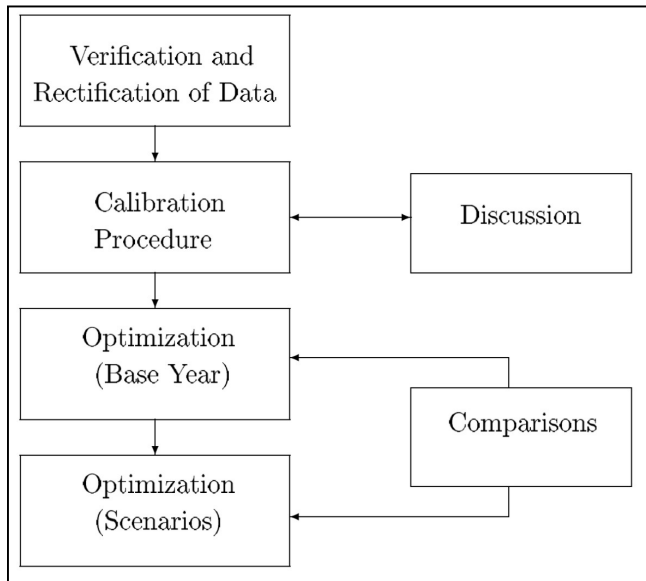 Verification and
Rectification of Data
Calibration
Procedure
Discussion
Optimization
(Base Year)
Comparisons
Optimization
(Scenarios)